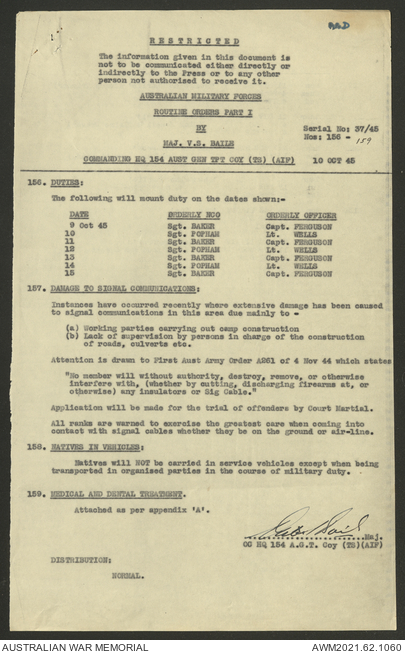 RESTRICTED
The information given in this document is
not to be communicated either directly or
indirectly to the Press or to any other
person not authorised to receive it.
AUSTRALIAN MILITARY FORCES
ROUTINE ORDERS PART I
BY
MAJ. V.S. BAILE
Serial No: 37/45
Nos: 156 - 159
COMMANDING HQ 154 AUST GEN TPT COY (TS) (AIF) 10 OCT 45
156. DUTIES:
The following will mount duty on the dates shown:-
DATE ORDERLY NCO ORDERLY OFFICER
9 Oct 45 Sgt. BAKER Capt. FERGUSON
10 Sgt. POPHAM Lt. WELLS
11 Sgt. BAKER Capt. FERGUSON
12 Sgt. POPHAM Lt. WELLS
13 Sgt. BAKER Capt. FERGUSON
14 Sgt. POPHAM Lt. WELLS
15 Sgt. BAKER Capt. FERGUSON
157. DAMAGE TO SIGNAL COMMUNICATIONS:
Instances have occurred recently where extensive damage has been caused
to signal communications in this area due mainly to -
(a) Working parties carrying out camp construction
(b) Lack of supervision by persons in charge of the construction
of roads, culverts etc.
Attention is drawn to First Aust Army Order A261 of 4 Nov 44 which states
"No member will without authority, destroy, remove, or otherwise
interfere with, (whether by cutting, discharging firearms at, or
otherwise) any insulators or Sig Cable."
Application will be made for the trial of offenders by Court Martial.
All ranks are warned to exercise the greatest care when coming into
contact with signal cables whether they be on the ground or air-line.
158. NATIVES IN VEHICLES:
Natives will NOT be carried in service vehicles except when being
transported in organised parties in the course of military duty.
159. MEDICAL AND DENTAL TREATMENT.
Attached as per appendix 'A'.
Maj.
OC HQ 154 A.G.T. Coy (TS)(AIF)
DISTRIBUTION:
NORMAL.
AUSTRALIAN WAR MEMORIAL AWM2021.62.1060